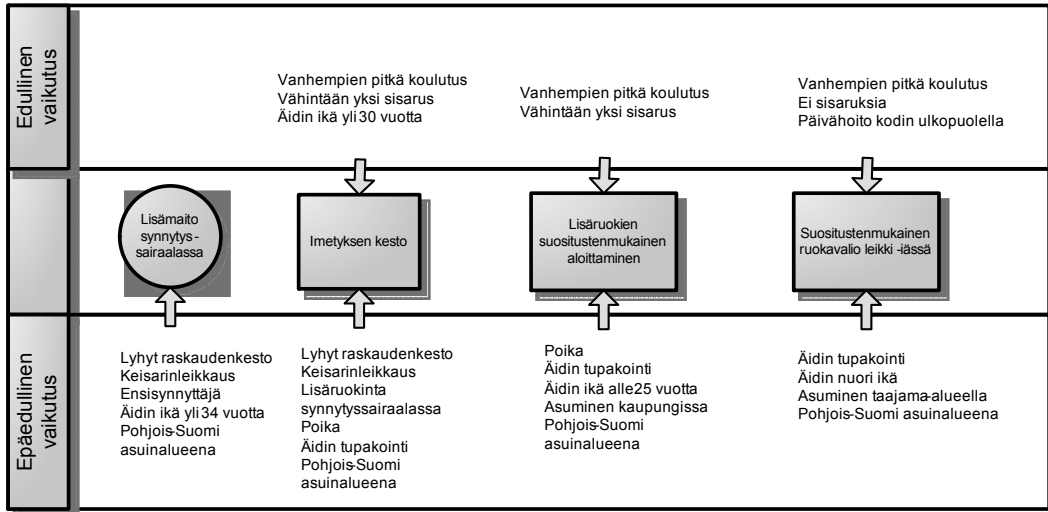 Edullinen
vaikutus
Vanhempien pitkä koulutus
Vähintään yksi sisarus
Äidin ikä yli 30 vuotta
Vanhempien pitkä koulutus
Vähintään yksi sisarus
Vanhempien pitkä koulutus
Ei sisaruksia
Päivähoito kodin ulkopuolella
Lisämaito
synnytys -
sairaalassa
Imetyksen kesto
Lisäruokien
suositustenmukainen
aloittaminen
Suositustenmukainen
ruokavalio leikki -iässä
Epäedullinen
vaikutus
Lyhyt raskaudenkesto
Keisarinleikkaus
Ensisynnyttäjä
Äidin ikä yli 34 vuotta
Pohjois-Suomi
asuinalueena
Lyhyt raskaudenkesto
Keisarinleikkaus
Lisäruokinta
synnytyssairaalassa
Poika
Äidin tupakointi
Pohjois-Suomi
asuinalueena
Poika
Äidin tupakointi
Äidin ikä alle 25 vuotta
Asuminen kaupungissa
Pohjois-Suomi
asuinalueena
Äidin tupakointi
Äidin nuori ikä
Asuminen taajama-alueella
Pohjois-Suomi asuinalueena